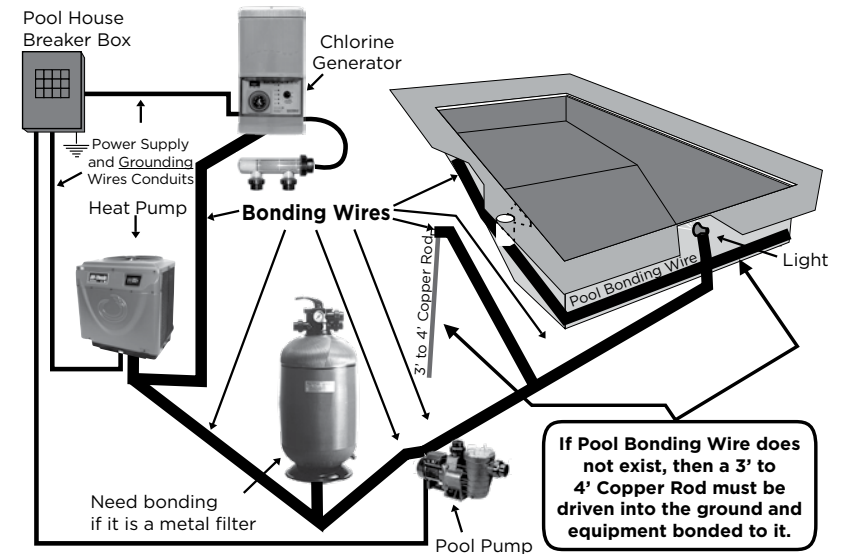 Pool House
Breaker Box
Chlorine
Generator
Power Supply
and Grounding
Wires Conduits
Heat Pump
Bonding Wires
3' to 4' Copper Rod
Pool Bonding Wire
Light
Need bonding
if it is a metal filter
Pool Pump
If Pool Bonding Wire does
not exist, then a 3’ to
4’ Copper Rod must be
driven into the ground and
equipment bonded to it.